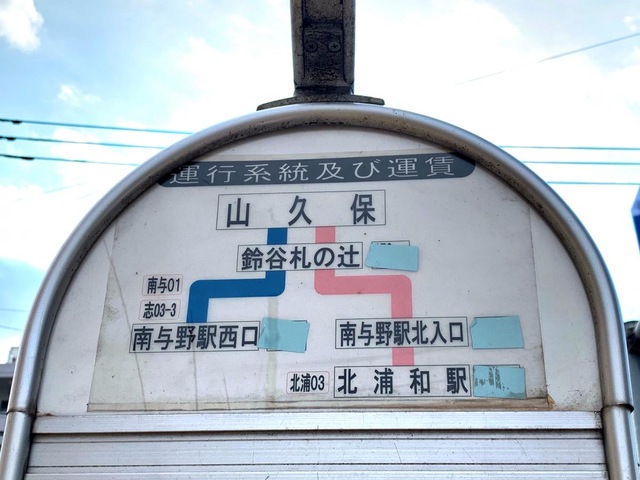 運行系統及び運賃
山久保
鈴谷札の辻
南与01
志03-3
南与野駅西口
南与野駅北入口
北浦03
北浦和駅